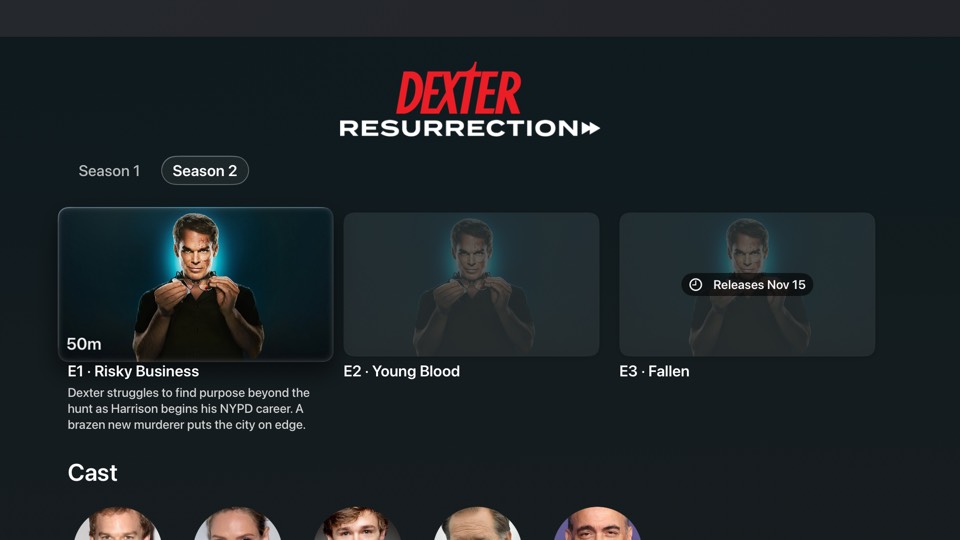 DEXTER
RESURRECTION
Season 1
Season 2
50m
Releases Nov 15
E1 · Risky Business
E2 · Young Blood
E3 · Fallen
Dexter struggles to find purpose beyond the
hunt as Harrison begins his NYPD career. A
brazen new murderer puts the city on edge.
Cast